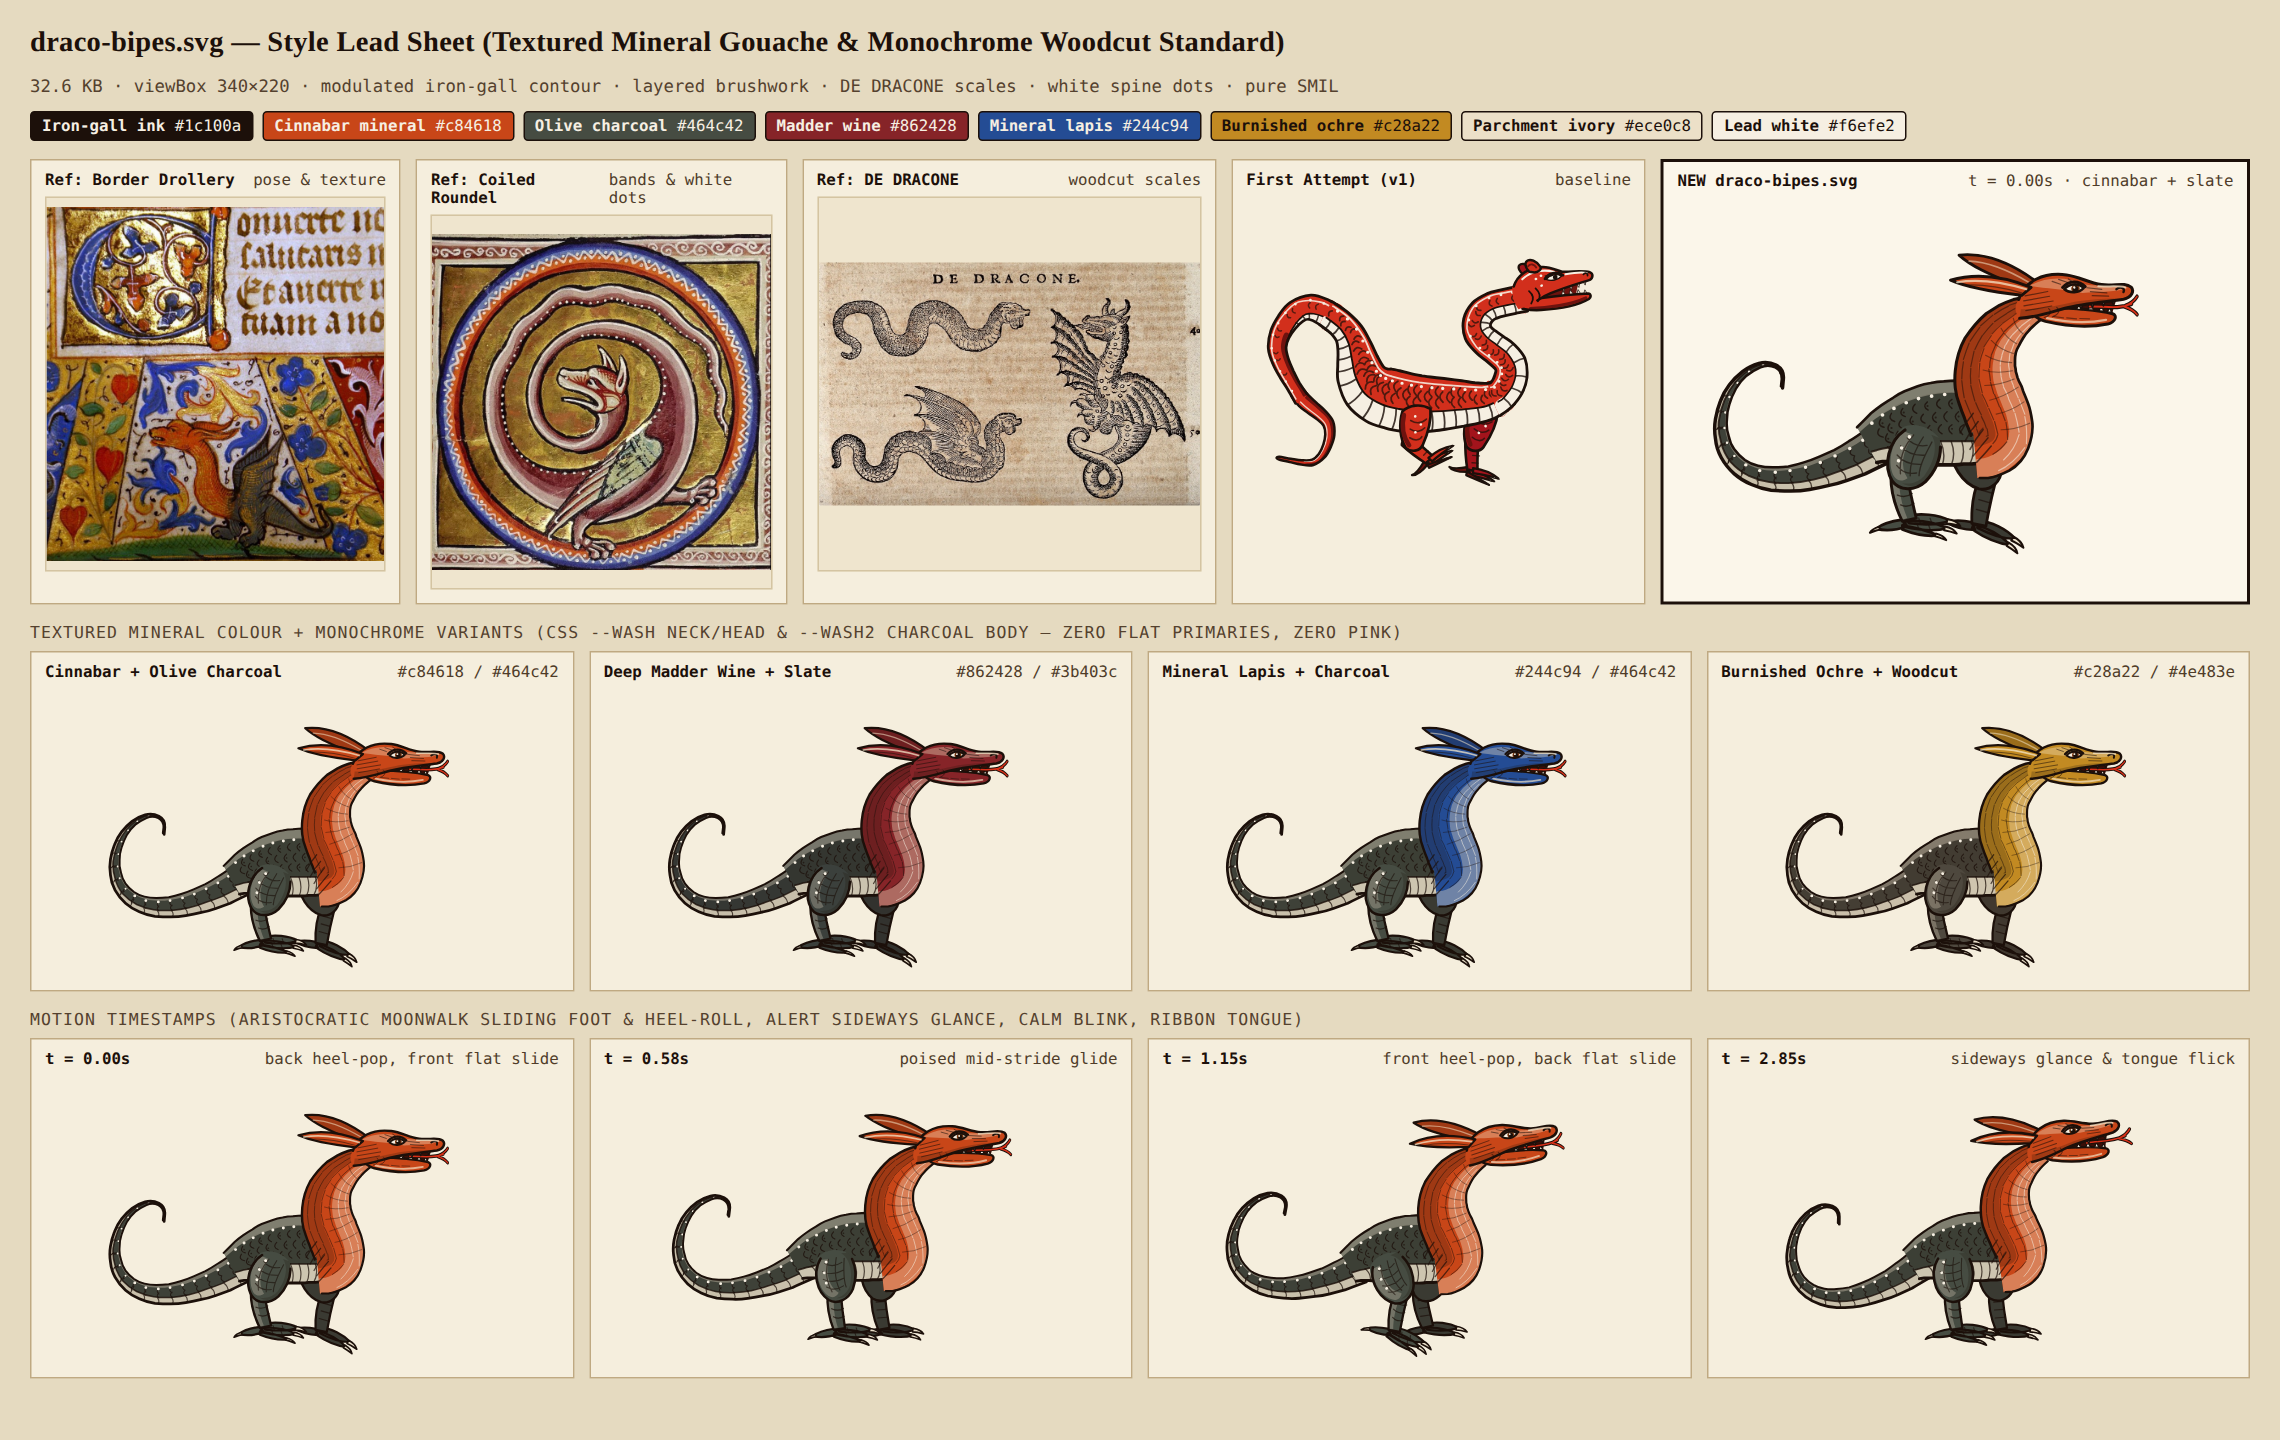 draco-bipes.svg — Style Lead Sheet (Textured Mineral Gouache & Monochrome Woodcut Standard)
32.6 KB · viewBox 340×220 · modulated iron-gall contour · layered brushwork · DE DRACONE scales · white spine dots · pure SMIL
Iron-gall ink #1c100a
Cinnabar mineral #c84618
Olive charcoal #464c42
Madder wine #862428
Mineral lapis #244c94
Burnished ochre #c28a22
Parchment ivory #ece0c8
Lead white #f6efe2
Ref: Border Drollery pose & texture
Ref: Coiled Roundel
bands & white dots
Ref: DE DRACONE woodcut scales
DE DRACONE.
First Attempt (v1) baseline
NEW draco-bipes.svg t = 0.00s · cinnabar + slate
TEXTURED MINERAL COLOUR + MONOCHROME VARIANTS (CSS --WASH NECK/HEAD & --WASH2 CHARCOAL BODY — ZERO FLAT PRIMARIES, ZERO PINK)
Cinnabar + Olive Charcoal #c84618 / #464c42
Deep Madder Wine + Slate #862428 / #3b403c
Mineral Lapis + Charcoal #244c94 / #464c42
Burnished Ochre + Woodcut #c28a22 / #4e483e
MOTION TIMESTAMPS (ARISTOCRATIC MOONWALK SLIDING FOOT & HEEL-ROLL, ALERT SIDEWAYS GLANCE, CALM BLINK, RIBBON TONGUE)
t = 0.00s back heel-pop, front flat slide
t = 0.58s poised mid-stride glide
t = 1.15s front heel-pop, back flat slide
t = 2.85s sideways glance & tongue flick